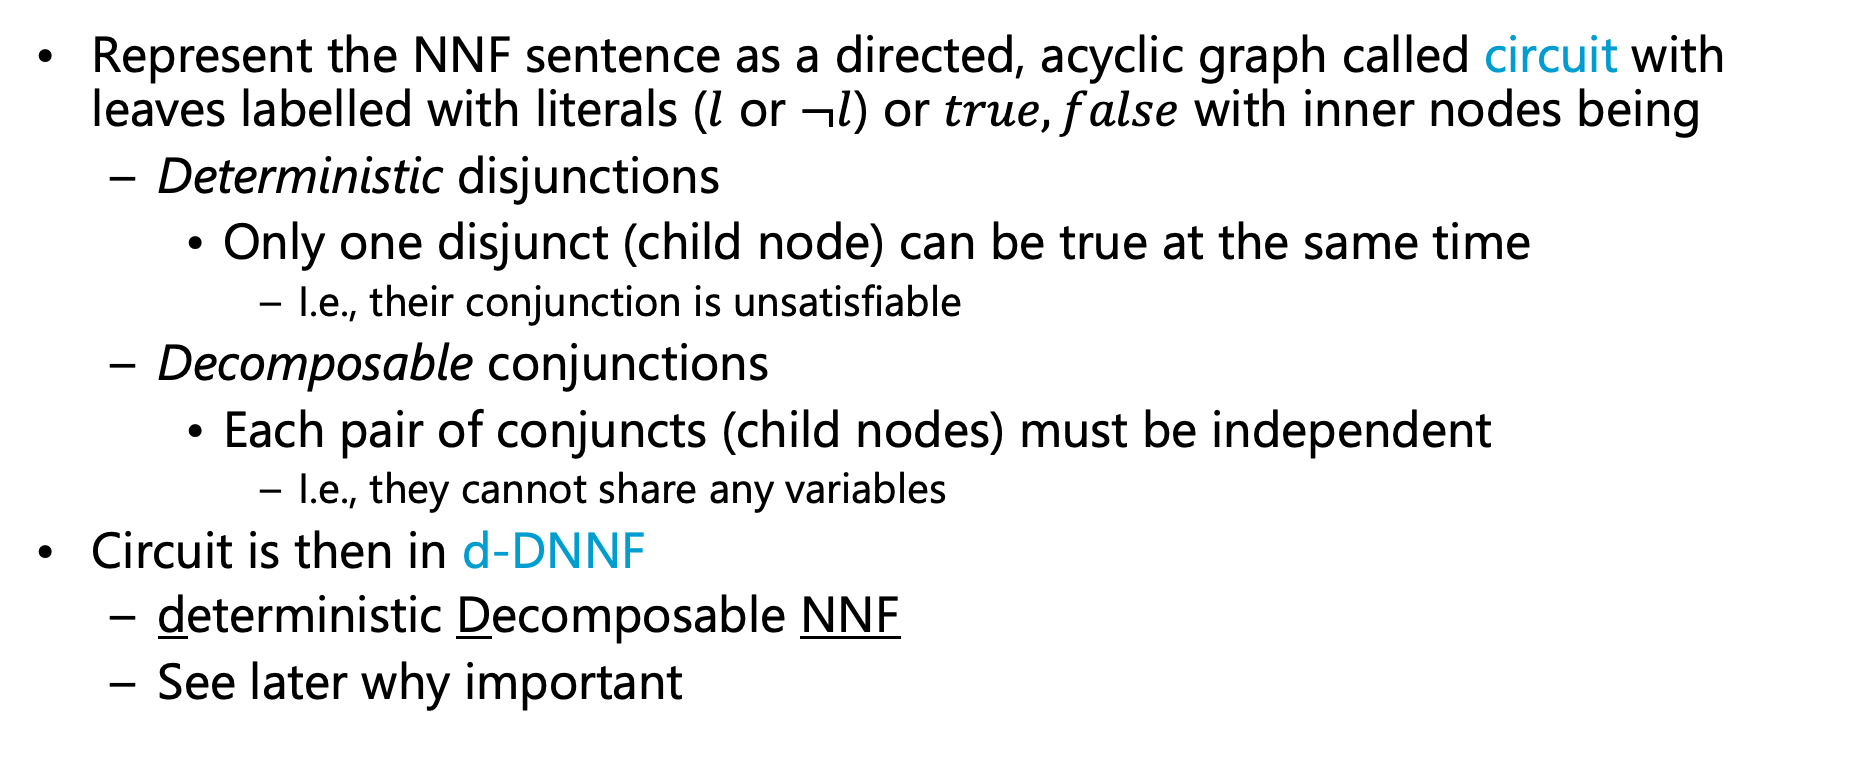 • Represent the NNF sentence as a directed, acyclic graph called circuit with
leaves labelled with literals (l or ¬l) or true, false with inner nodes being
– Deterministic disjunctions
• Only one disjunct (child node) can be true at the same time
– I.e., their conjunction is unsatisfiable
– Decomposable conjunctions
• Each pair of conjuncts (child nodes) must be independent
– I.e., they cannot share any variables
• Circuit is then in d-DNNF
– deterministic Decomposable NNF
– See later why important